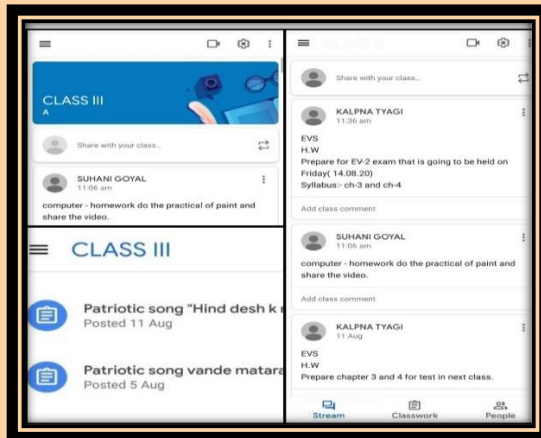 CLASS III
A
Share with your class...
SUHANI GOYAL
11:06 am
computer - homework do the practical of paint and
share the video.
CLASS III
Patriotic song "Hind desh k
Posted 11 Aug
Patriotic song vande matara
Posted 5 Aug
Share with your class...
KALPNA TYAGI
11:36 am
EVS
H.W
Prepare for EV-2 exam that is going to be held on
Friday( 14.08.20)
Syllabus:- ch-3 and ch-4
Add class comment
SUHANI GOYAL
11:06 am
computer - homework do the practical of paint and
share the video.
Add class comment
KALPNA TYAGI
11 Aug
EVS
H.W
Prepare chapter 3 and 4 for test in next class.
Stream
Classwork
People